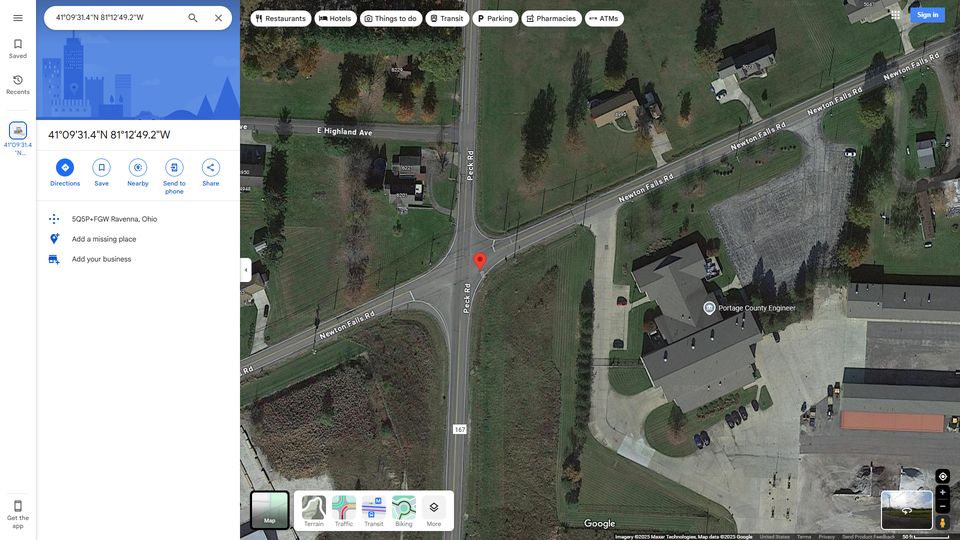 41°09'31.4"N 81°12'49.2"W
Restaurants
Hotels
Things to do
Transit
Parking
Pharmacies
ATMs
Sign in
Saved
Recents
41°09'31.4
"N...
41°09'31.4"N 81°12'49.2"W
Directions
Save
Nearby
Send to
phone
Share
5Q5P+FGW Ravenna, Ohio
Add a missing place
Add your business
Get the
app
E Highland Ave
Peck Rd
Newton Falls Rd
Newton Falls Rd
Newton Falls Rd
Newton Falls Rd
Peck Rd
Newton Falls Rd
Rd
Portage County Engineer
167
Map
Terrain
Traffic
Transit
Biking
More
Google
Imagery ©2025 Maxar Technologies, Map data ©2025 Google
United States
Terms
Privacy
Send Product Feedback
50 ft